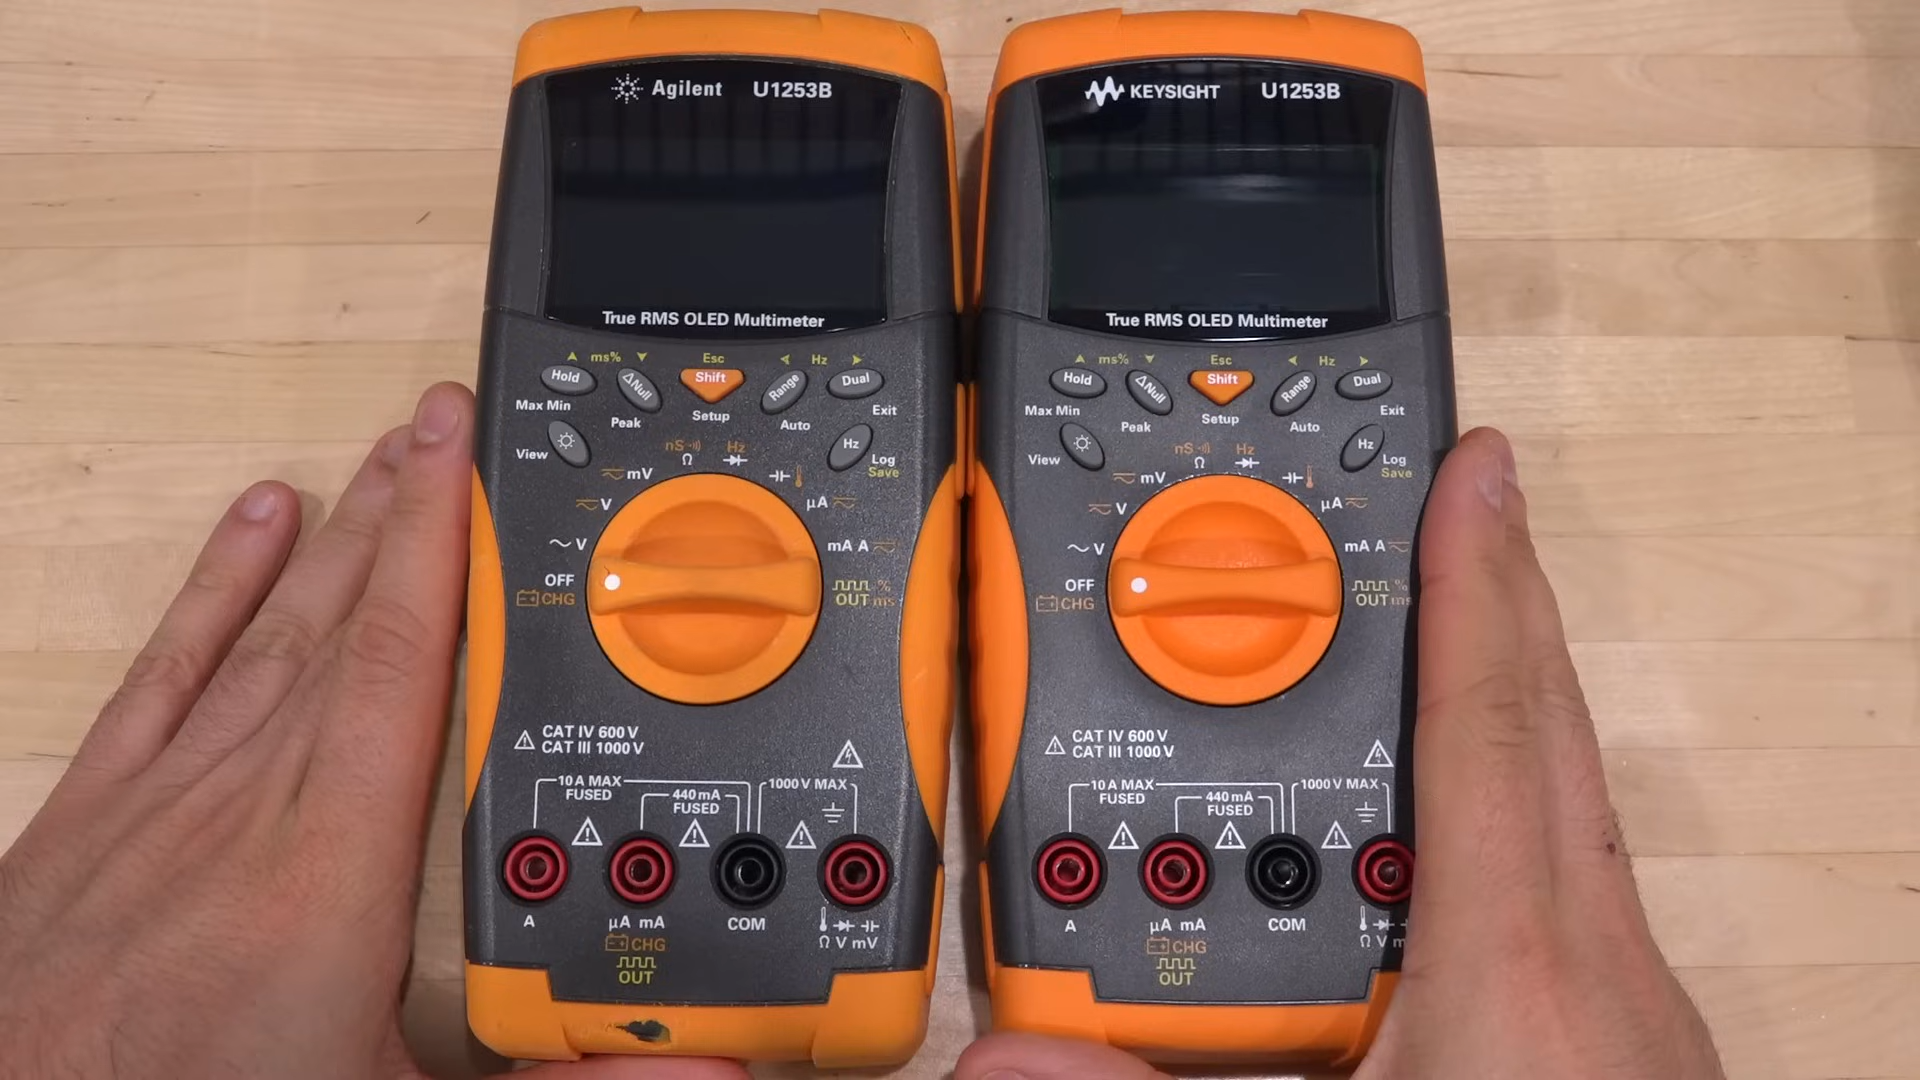 Agilent U1253B
True RMS OLED Multimeter
ms% Esc Hz
Hold ΔNull Shift Range Dual
Max Min Peak Setup Auto Exit
View Hz Log
Save
nS Ω Hz
mV
V
~ V
OFF
CHG
μA
mA A
OUT % ms
CAT IV 600 V
CAT III 1000 V
10 A MAX
FUSED
440 mA
FUSED
1000 V MAX
A μA mA COM
CHG
OUT
Ω V mV
KEYSIGHT U1253B
True RMS OLED Multimeter
ms% Esc Hz
Hold ΔNull Shift Range Dual
Max Min Peak Setup Auto Exit
View Hz Log
Save
nS Ω Hz
mV
V
~ V
OFF
CHG
μA
mA A
OUT % ms
CAT IV 600 V
CAT III 1000 V
10 A MAX
FUSED
440 mA
FUSED
1000 V MAX
A μA mA COM
CHG
OUT
Ω V m